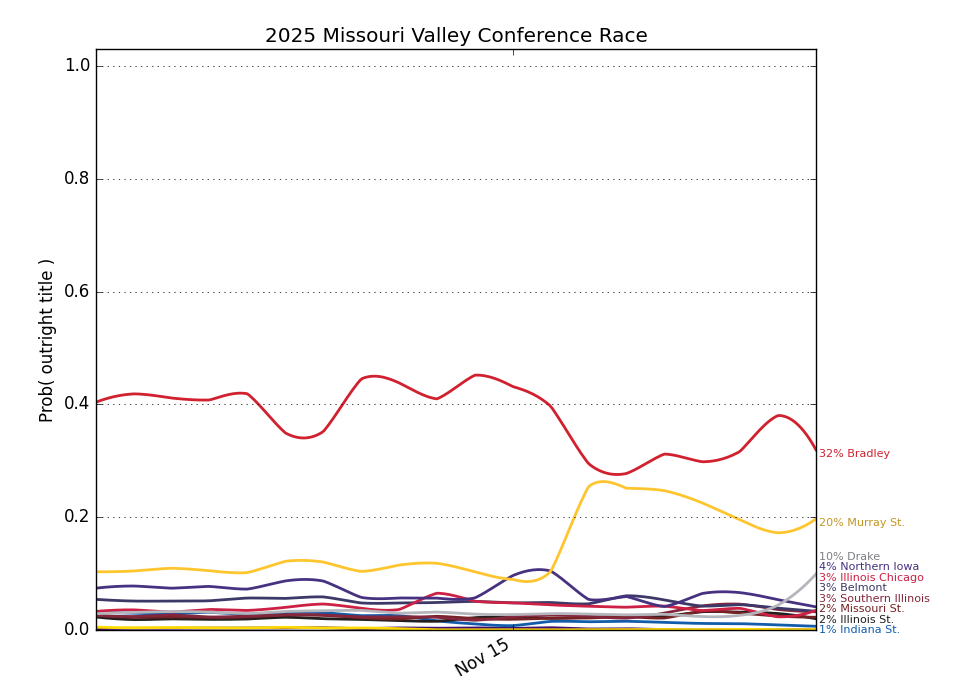 2025 Missouri Valley Conference Race
Prob( outright title )
1.0
0.8
0.6
0.4
0.2
0.0
Nov 15
32% Bradley
20% Murray St.
10% Drake
4% Northern Iowa
3% Illinois Chicago
3% Belmont
3% Southern Illinois
2% Missouri St.
2% Illinois St.
1% Indiana St.